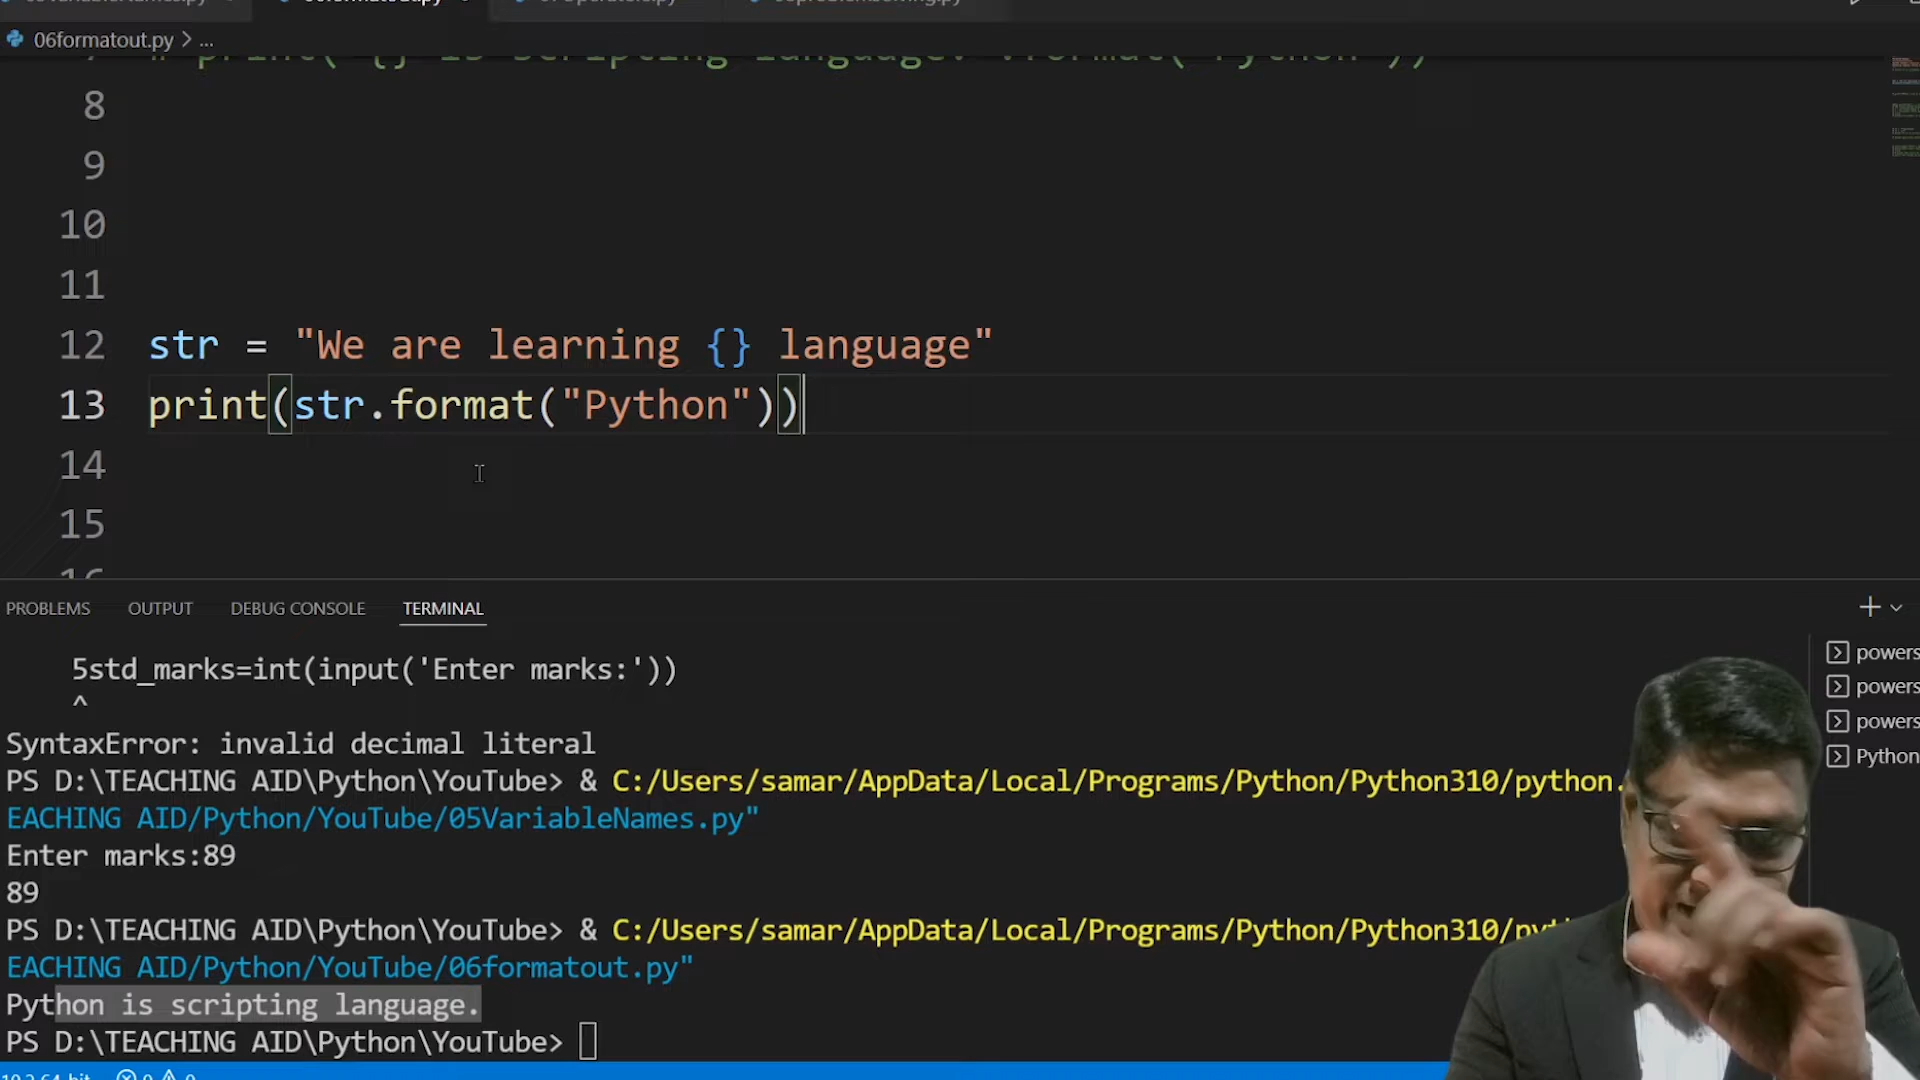 06formatout.py > ...
8
9
10
11
12 str = "We are learning {} language"
13 print(str.format("Python"))
14
15
PROBLEMS OUTPUT DEBUG CONSOLE TERMINAL
5std_marks=int(input('Enter marks:'))
^
SyntaxError: invalid decimal literal
PS D:\TEACHING AID\Python\YouTube> & C:/Users/samar/AppData/Local/Programs/Python/Python310/python.
EACHING AID/Python/YouTube/05VariableNames.py"
Enter marks:89
89
PS D:\TEACHING AID\Python\YouTube> & C:/Users/samar/AppData/Local/Programs/Python/Python310/pyth
EACHING AID/Python/YouTube/06formatout.py"
Python is scripting language.
PS D:\TEACHING AID\Python\YouTube>
powers
powers
powers
Python